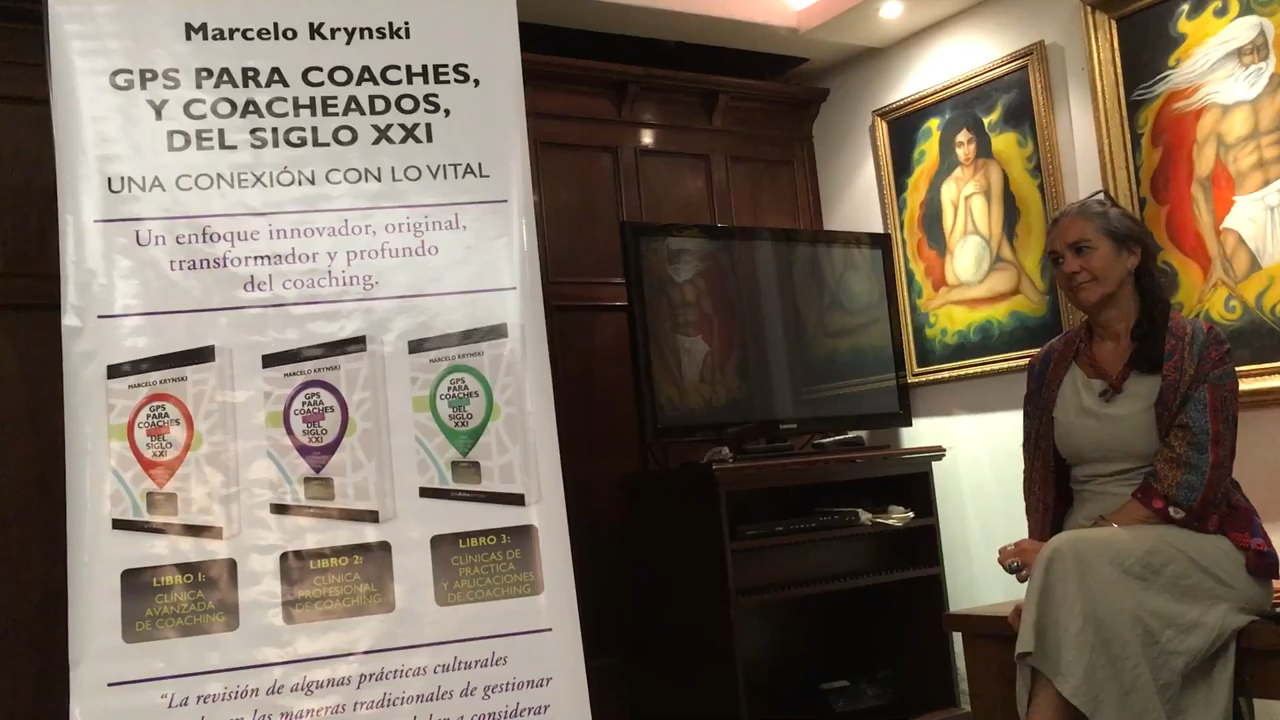 Marcelo Krynski
GPS PARA COACHES,
Y COACHEADOS,
DEL SIGLO XXI
UNA CONEXIÓN CON LO VITAL
Un enfoque innovador, original,
transformador y profundo
del coaching.
MARCELO KRYNSKI
GPS
PARA
COACHES
DEL
SIGLO
XXI
MARCELO KRYNSKI
GPS
PARA
COACHES
DEL
SIGLO
XXI
MARCELO KRYNSKI
GPS
PARA
COACHES
DEL
SIGLO
XXI
LIBRO 1:
CLÍNICA
AVANZADA
DE COACHING
LIBRO 2:
CLÍNICA
PROFESIONAL
DE COACHING
LIBRO 3:
CLÍNICAS DE
PRÁCTICA
Y APLICACIONES
DE COACHING
"La revisión de algunas prácticas culturales
las maneras tradicionales de gestionar
a considerar
SAMSUNG